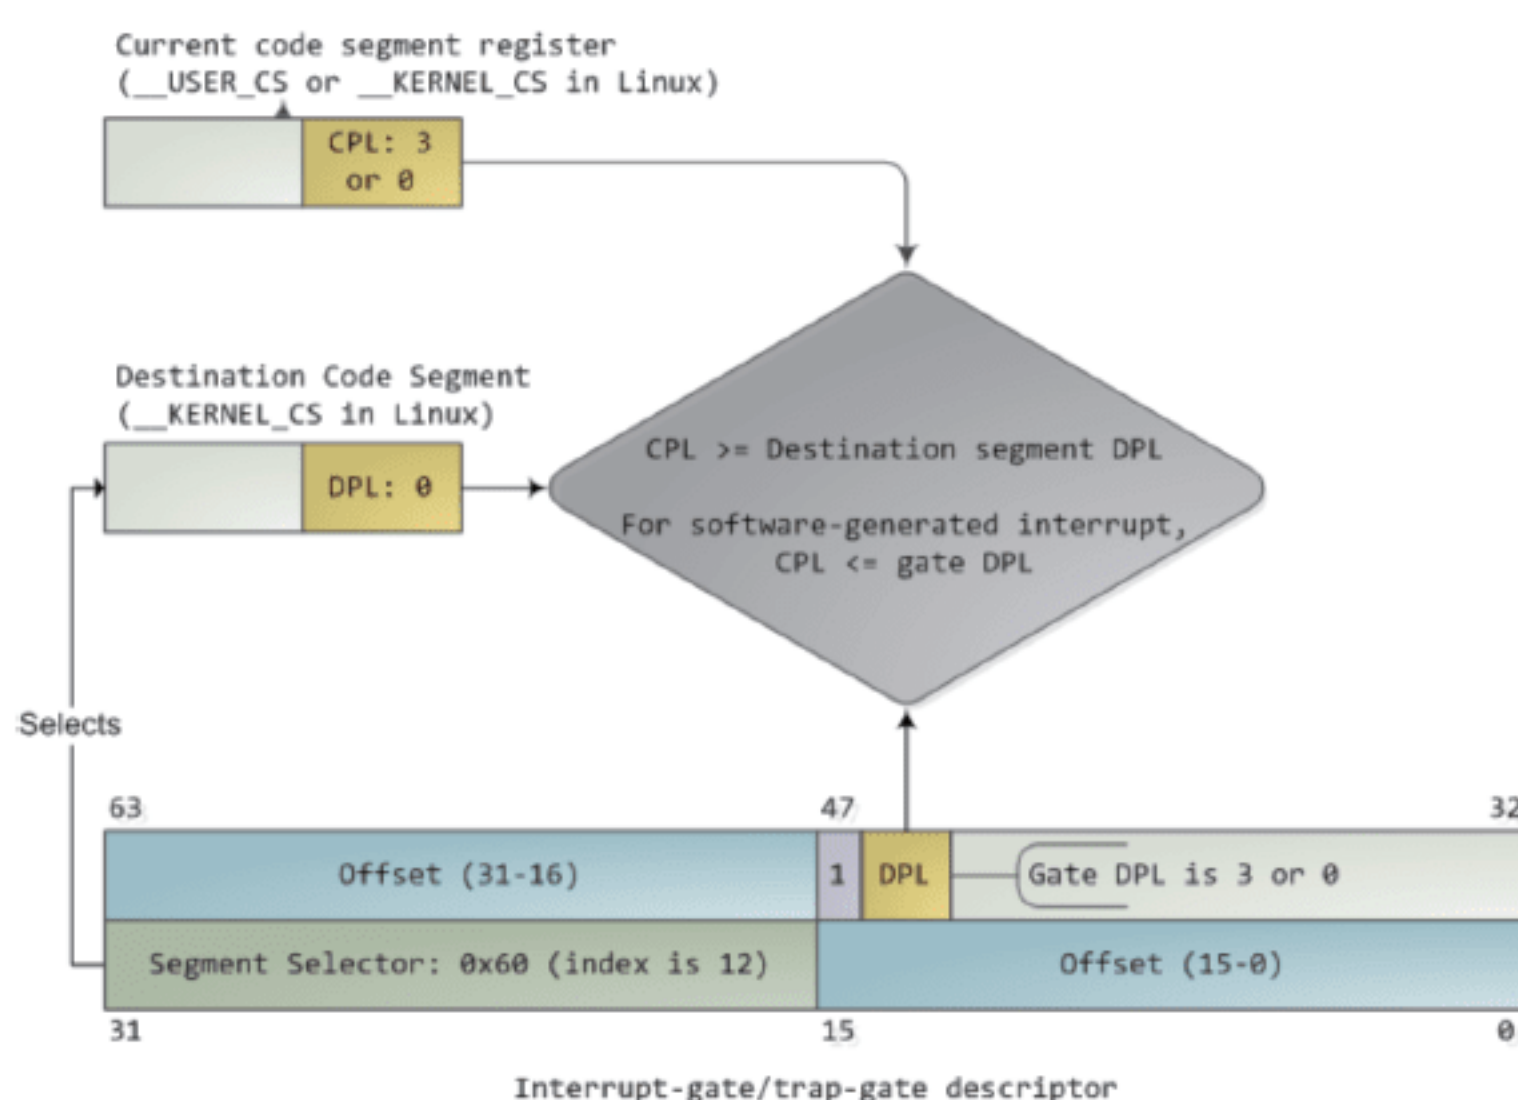 Current code segment register
(__USER_CS or __KERNEL_CS in Linux)
CPL: 3
or 0
Destination Code Segment
(__KERNEL_CS in Linux)
DPL: 0
CPL >= Destination segment DPL
For software-generated interrupt,
CPL <= gate DPL
Selects
63
47
32
Offset (31-16)
1
DPL
Gate DPL is 3 or 0
Segment Selector: 0x60 (index is 12)
Offset (15-0)
31
15
0
Interrupt-gate/trap-gate descriptor